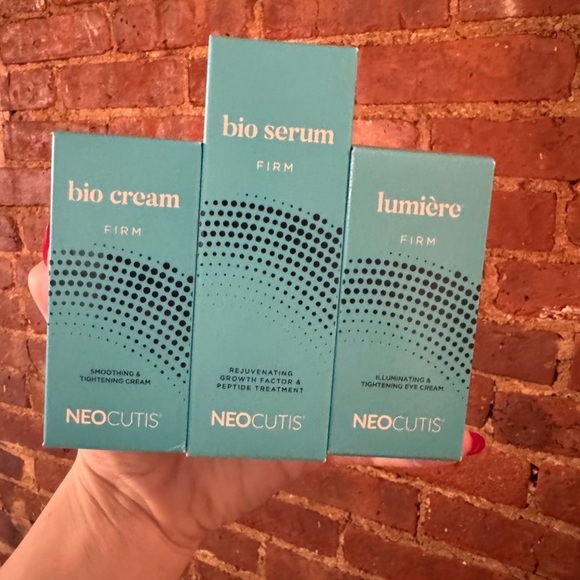 bio cream
FIRM
SMOOTHING &
TIGHTENING CREAM
NEOCUTIS®
bio serum
FIRM
REJUVENATING
GROWTH FACTOR &
PEPTIDE TREATMENT
NEOCUTIS®
lumière
FIRM
ILLUMINATING &
TIGHTENING EYE CREAM
NEOCUTIS®